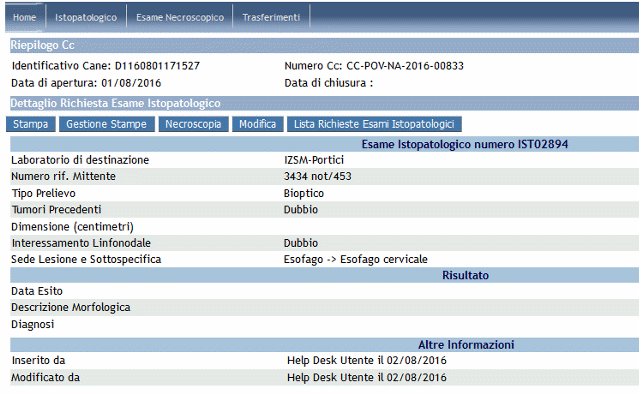 Home Istopatologico Esame Necroscopico Trasferimenti
Riepilogo Cc
Identificativo Cane: D1160801171527 Numero Cc: CC-POV-NA-2016-00833
Data di apertura: 01/08/2016 Data di chiusura :
Dettaglio Richiesta Esame Istopatologico
Stampa Gestione Stampe Necroscopia Modifica Lista Richieste Esami Istopatologici
Esame Istopatologico numero IST02894
Laboratorio di destinazione IZSM-Portici
Numero rif. Mittente 3434 not/453
Tipo Prelievo Bioptico
Tumori Precedenti Dubbio
Dimensione (centimetri)
Interessamento Linfonodale Dubbio
Sede Lesione e Sottospecifica Esofago -> Esofago cervicale
Risultato
Data Esito
Descrizione Morfologica
Diagnosi
Altre Informazioni
Inserito da Help Desk Utente il 02/08/2016
Modificato da Help Desk Utente il 02/08/2016